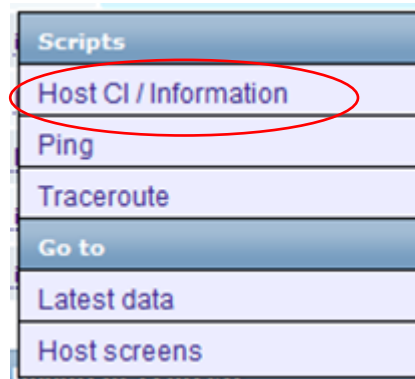 Scripts
Host CI / Information
Ping
Traceroute
Go to
Latest data
Host screens